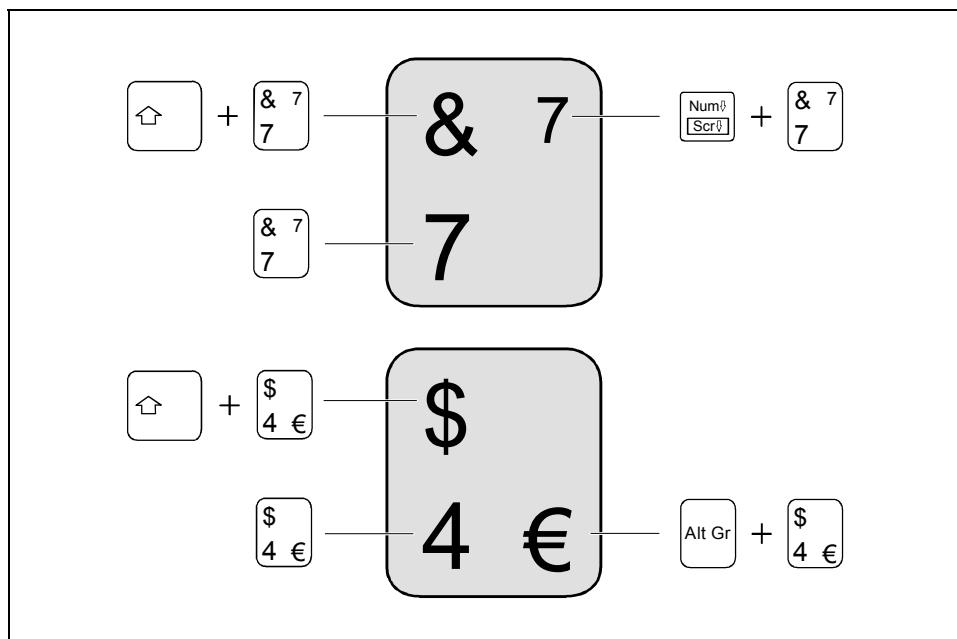 ⇧ + & 7 & 7 Num⇩ + & 7
7 Scr⇩ 7
& 7 7
7
⇧ + $ $
4 €
$ 4 € Alt Gr + $
4 € 4 €